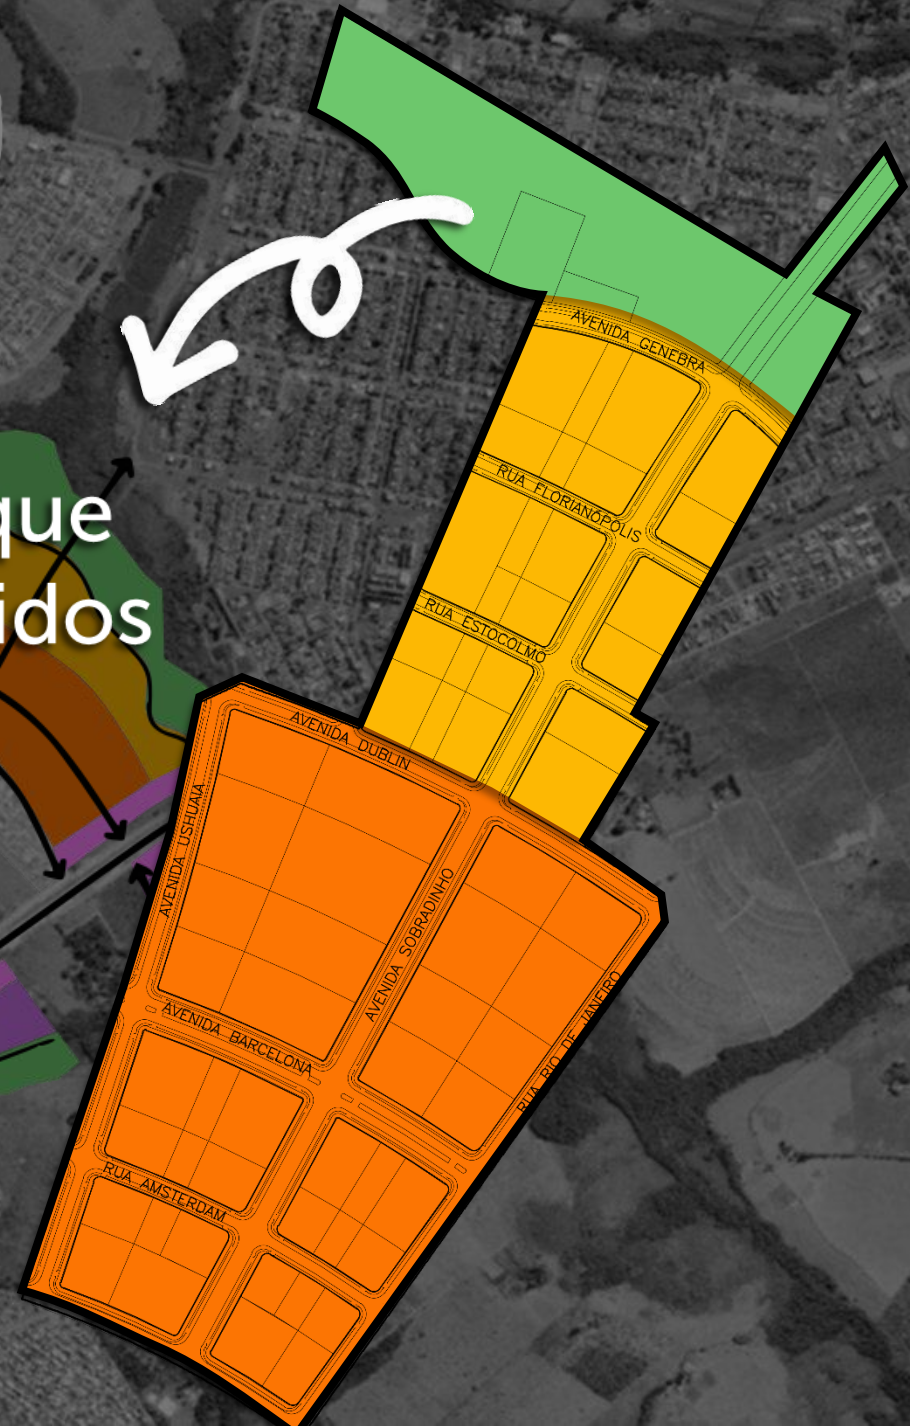 AVENIDA GENEBRA
RUA FLORIANÓPOLIS
que
idos
RUA ESTOCOLMO
AVENIDA DUBLIN
AVENIDA USHUAIA
AVENIDA SOBRADINHO
RUA RIO DE JANEIRO
AVENIDA BARCELONA
RUA AMSTERDAM